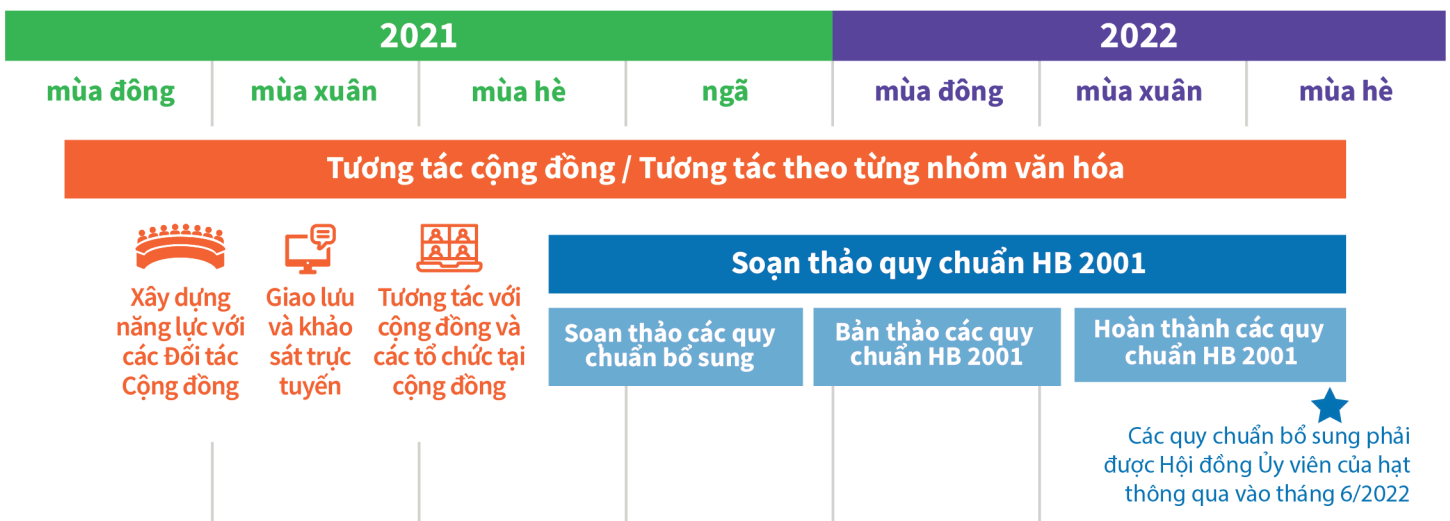 2021
2022
mùa đông
mùa xuân
mùa hè
ngã
mùa đông
mùa xuân
mùa hè
Tương tác cộng đồng / Tương tác theo từng nhóm văn hóa
Xây dựng
năng lực với
các Đối tác
Cộng đồng
Giao lưu
và khảo
sát trực
tuyến
Tương tác với
cộng đồng và
các tổ chức tại
cộng đồng
Soạn thảo quy chuẩn HB 2001
Soạn thảo các quy
chuẩn bổ sung
Bản thảo các quy
chuẩn HB 2001
Hoàn thành các quy
chuẩn HB 2001
Các quy chuẩn bổ sung phải
được Hội đồng Ủy viên của hạt
thông qua vào tháng 6/2022